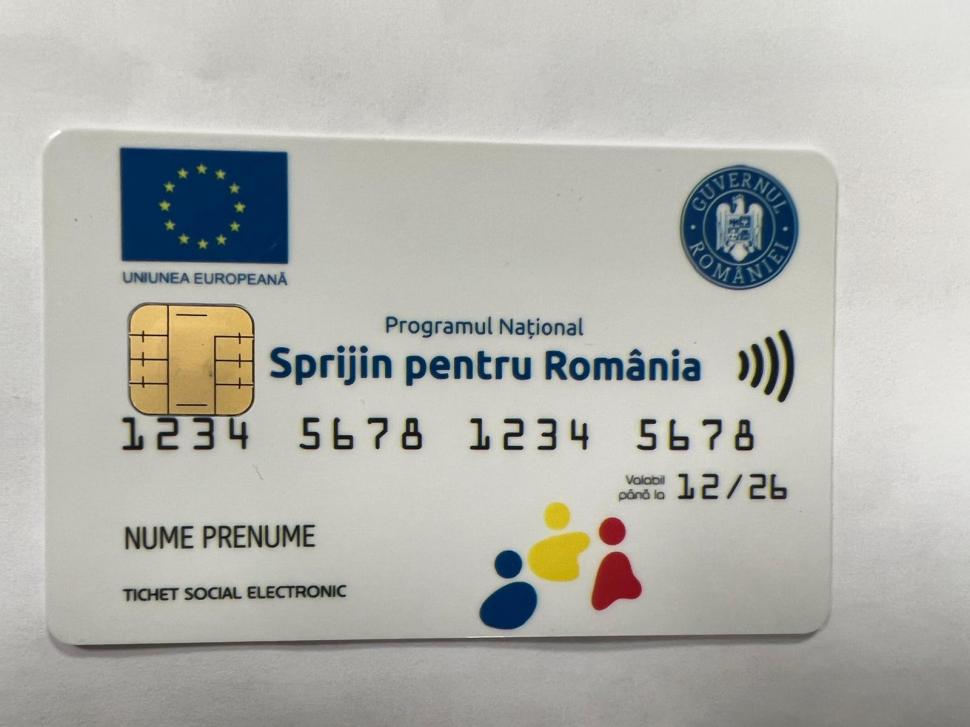 UNIUNEA EUROPEANĂ
GUVERNUL ROMÂNIEI
Programul Național
Sprijin pentru România
1234 5678 1234 5678
Valabil
până la 12/26
NUME PRENUME
TICHET SOCIAL ELECTRONIC